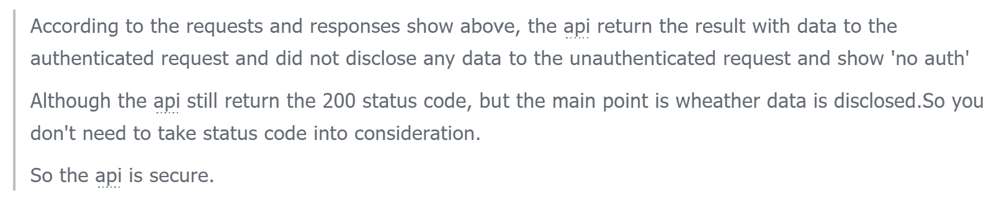 According to the requests and responses show above, the api return the result with data to the
authenticated request and did not disclose any data to the unauthenticated request and show 'no auth'
Although the api still return the 200 status code, but the main point is wheather data is disclosed.So you
don't need to take status code into consideration.
So the api is secure.